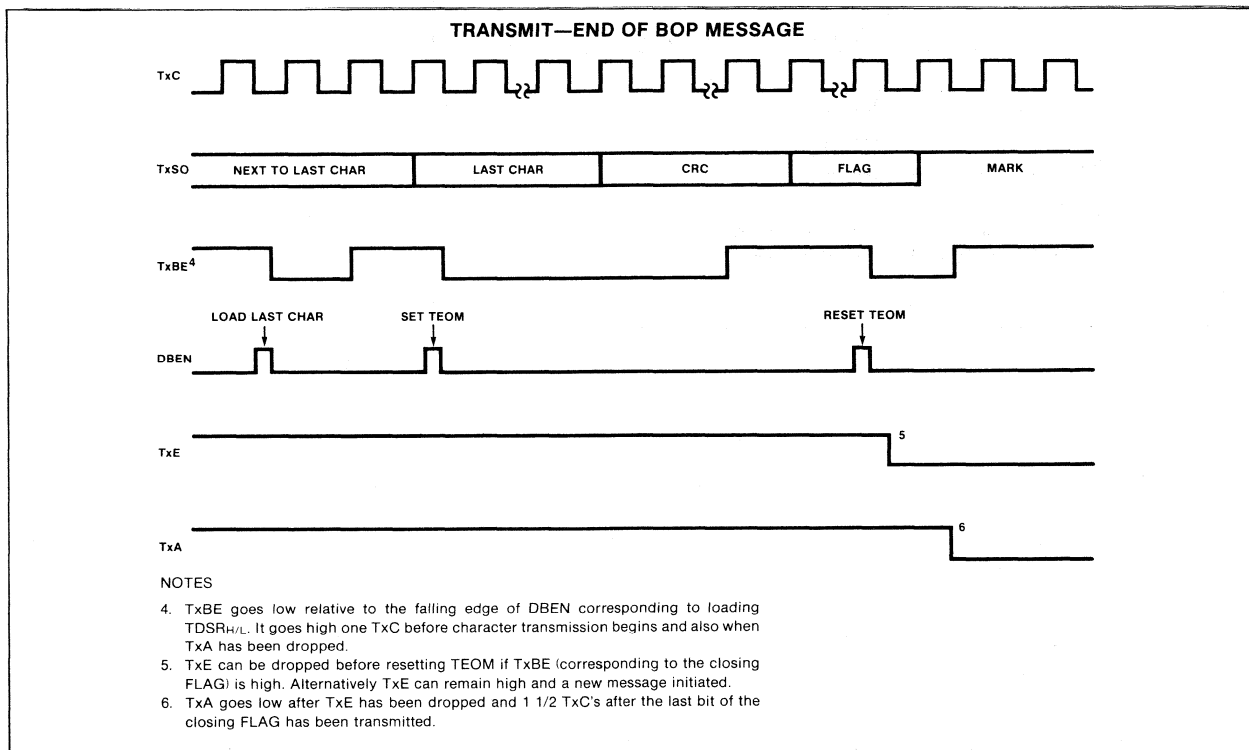 TRANSMIT—END OF BOP MESSAGE
TxC
TxSO NEXT TO LAST CHAR LAST CHAR CRC FLAG MARK
TxBE4
LOAD LAST CHAR SET TEOM RESET TEOM
DBEN
5
TxE
6
TxA
NOTES
4. TxBE goes low relative to the falling edge of DBEN corresponding to loading
TDSRH/L. It goes high one TxC before character transmission begins and also when
TxA has been dropped.
5. TxE can be dropped before resetting TEOM if TxBE (corresponding to the closing
FLAG) is high. Alternatively TxE can remain high and a new message initiated.
6. TxA goes low after TxE has been dropped and 1 1/2 TxC's after the last bit of the
closing FLAG has been transmitted.